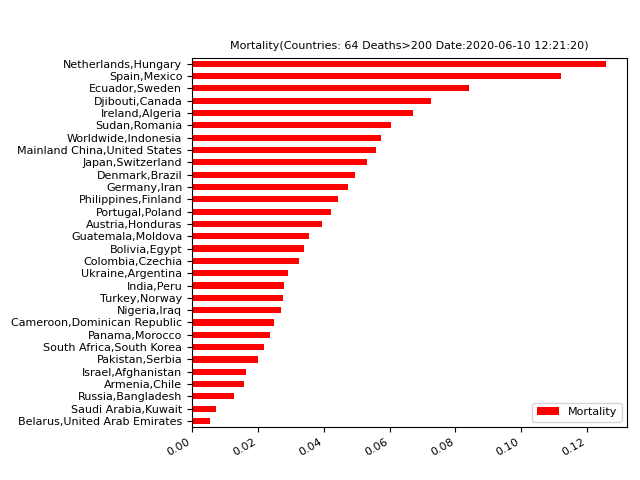 Mortality(Countries: 64 Deaths>200 Date:2020-06-10 12:21:20)
Netherlands,Hungary
Spain,Mexico
Ecuador,Sweden
Djibouti,Canada
Ireland,Algeria
Sudan,Romania
Worldwide,Indonesia
Mainland China,United States
Japan,Switzerland
Denmark,Brazil
Germany,Iran
Philippines,Finland
Portugal,Poland
Austria,Honduras
Guatemala,Moldova
Bolivia,Egypt
Colombia,Czechia
Ukraine,Argentina
India,Peru
Turkey,Norway
Nigeria,Iraq
Cameroon,Dominican Republic
Panama,Morocco
South Africa,South Korea
Pakistan,Serbia
Israel,Afghanistan
Armenia,Chile
Russia,Bangladesh
Saudi Arabia,Kuwait
Belarus,United Arab Emirates
Mortality
0.00 0.02 0.04 0.06 0.08 0.10 0.12